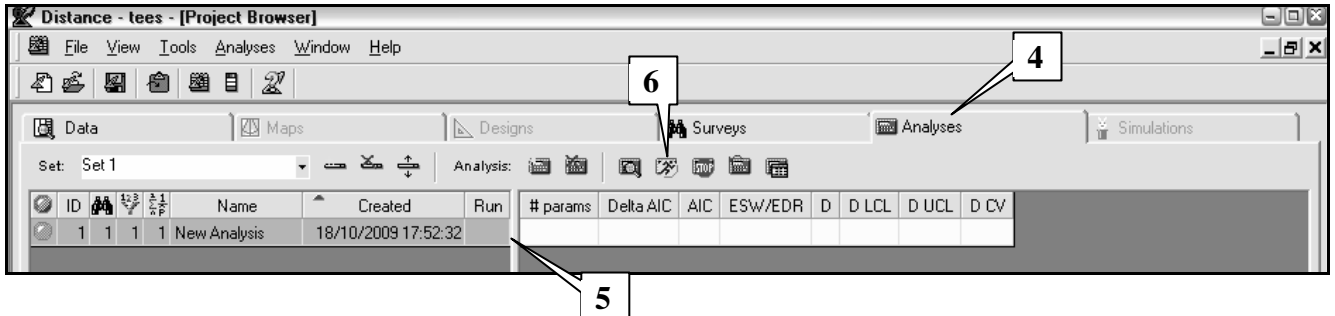 Distance - tees - [Project Browser]
File View Tools Analyses Window Help
4
6
Data Maps Designs Surveys Analyses Simulations
Set: Set 1 Analysis: STOP
ID Name Created Run # params Delta AIC AIC ESW/EDR D D LCL D UCL D CV
1 1 1 1 New Analysis 18/10/2009 17:52:32
5